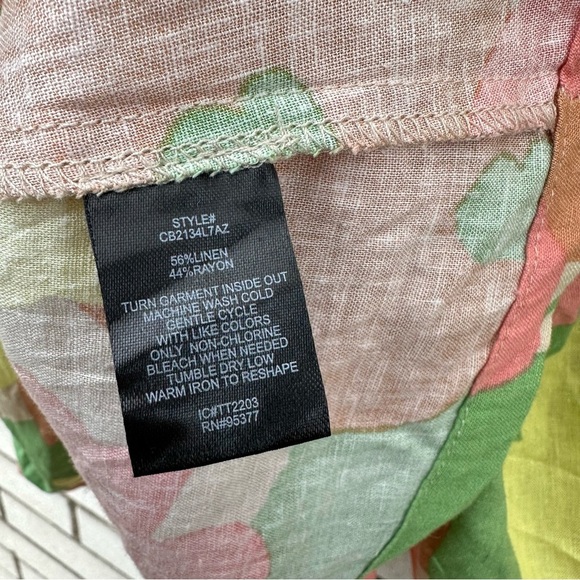 STYLE#
CB2134L7AZ
56%LINEN
44%RAYON
TURN GARMENT INSIDE OUT
MACHINE WASH COLD
GENTLE CYCLE
WITH LIKE COLORS
ONLY NON-CHLORINE
BLEACH WHEN NEEDED
TUMBLE DRY LOW
WARM IRON TO RESHAPE
IC#TT2203
RN#95377